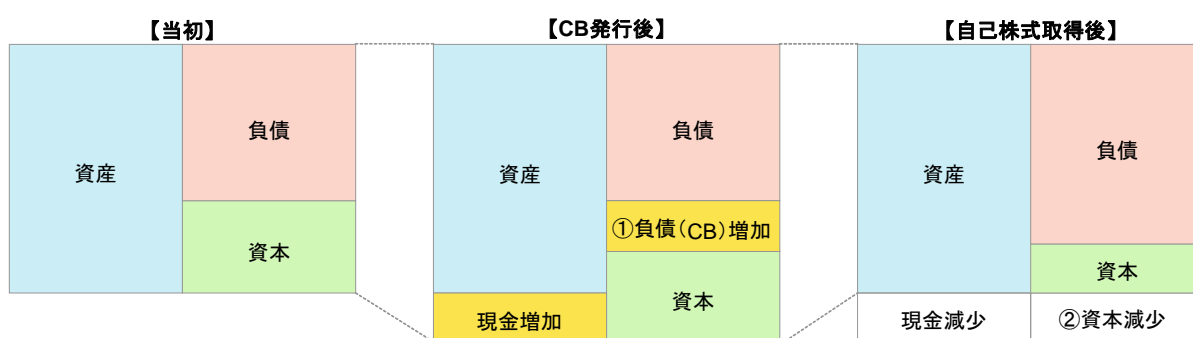 【当初】
資産
負債
資本
【CB発行後】
資産
負債
①負債(CB)増加
資本
現金増加
【自己株式取得後】
資産
負債
資本
現金減少
②資本減少